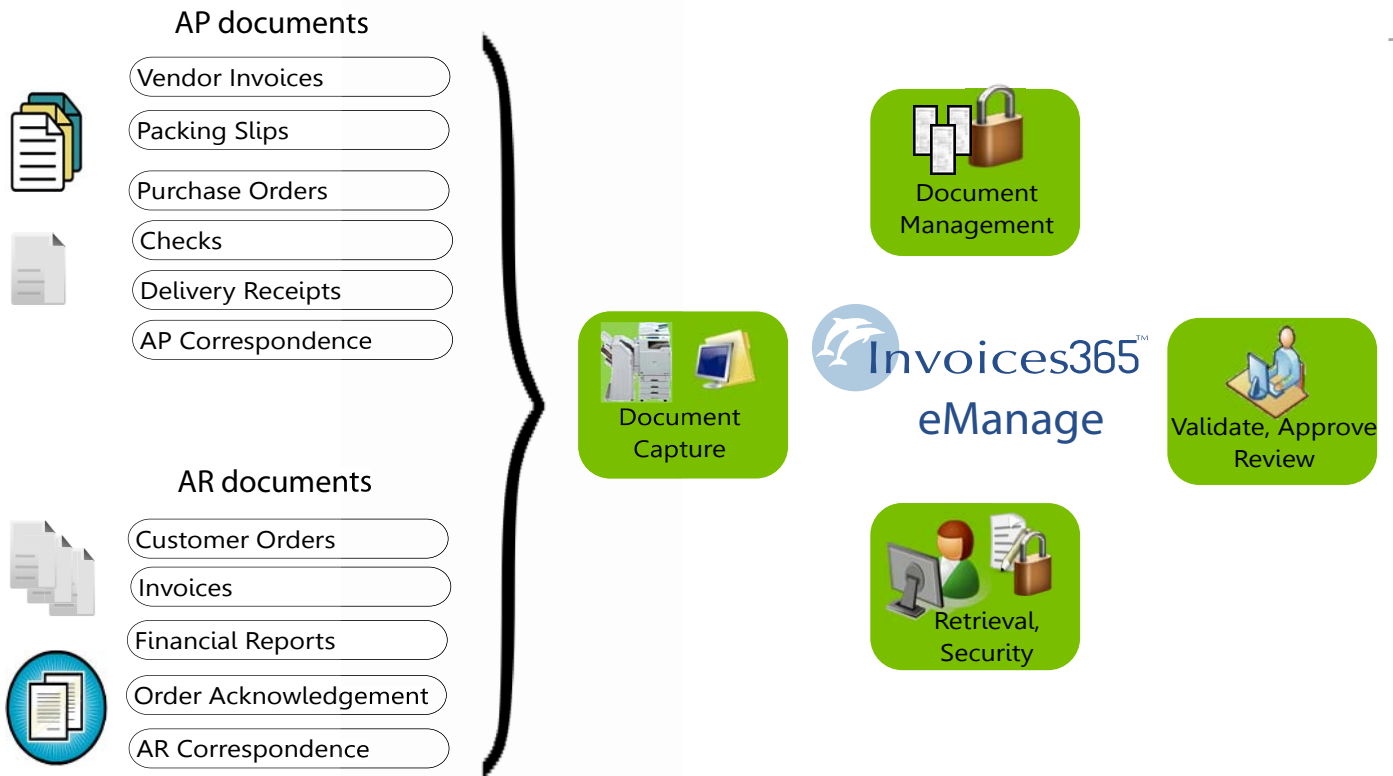 AP documents
Vendor Invoices
Packing Slips
Purchase Orders
Checks
Delivery Receipts
AP Correspondence
AR documents
Customer Orders
Invoices
Financial Reports
Order Acknowledgement
AR Correspondence
Document
Capture
Document
Management
Invoices365™
eManage
Validate, Approve
Review
Retrieval,
Security